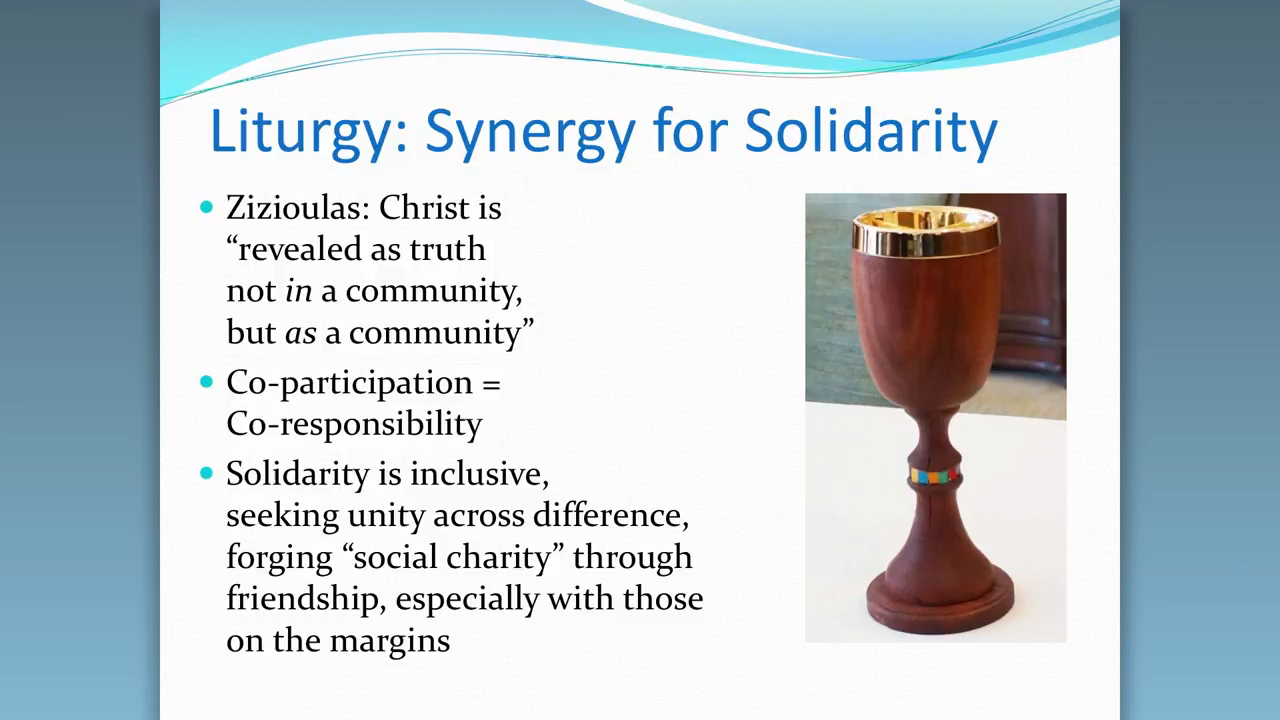 Liturgy: Synergy for Solidarity
Zizioulas: Christ is
“revealed as truth
not in a community,
but as a community”
Co-participation =
Co-responsibility
Solidarity is inclusive,
seeking unity across difference,
forging “social charity” through
friendship, especially with those
on the margins